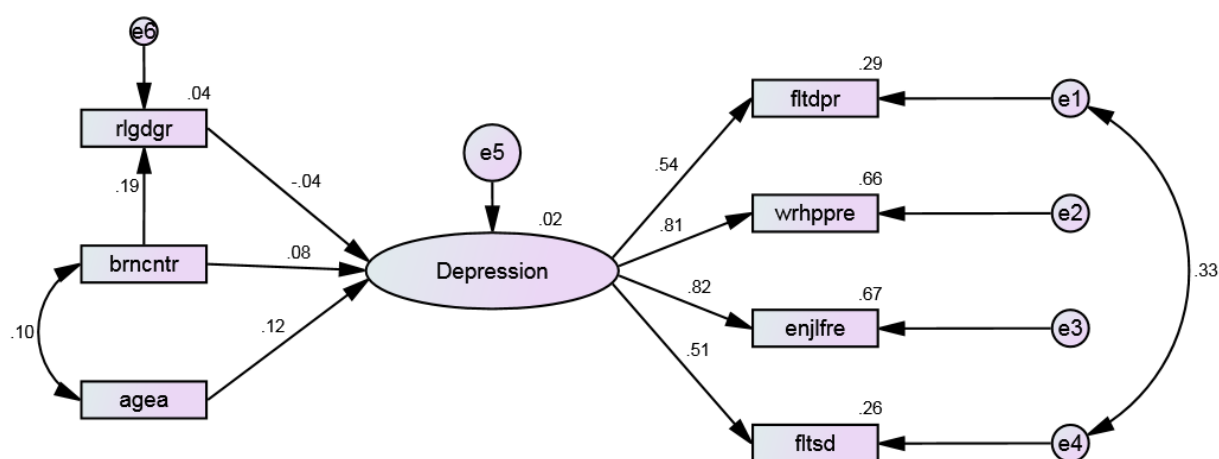 e6
.04
rlgdgr
.19
-.04
brncntr
.08
.10
.12
agea
e5
.02
Depression
.54
.81
.82
.51
.29
fltdpr
e1
.66
wrhppre
e2
.33
.67
enjlfre
e3
.26
fltsd
e4